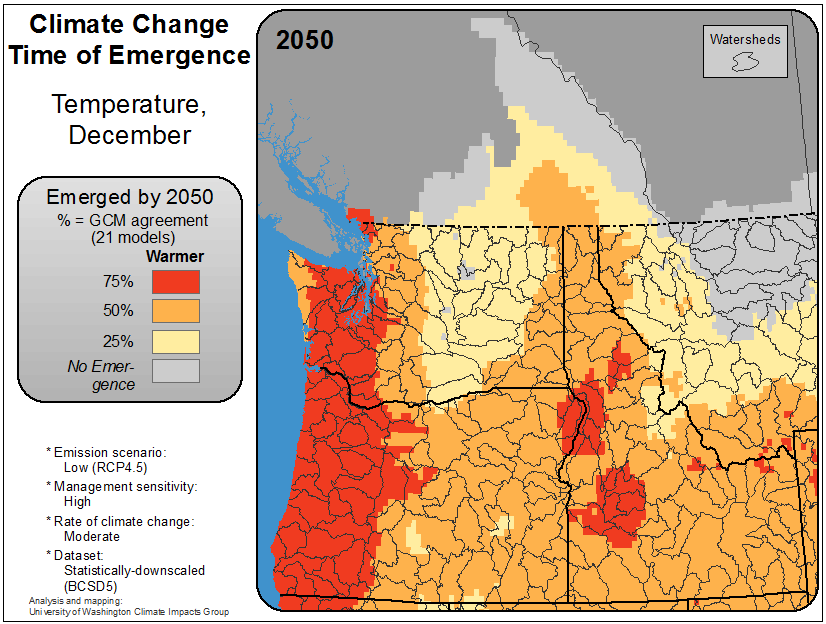 Climate Change
Time of Emergence
Temperature,
December
Emerged by 2050
% = GCM agreement
(21 models)
Warmer
75%
50%
25%
No Emer-
gence
* Emission scenario:
Low (RCP4.5)
* Management sensitivity:
High
* Rate of climate change:
Moderate
* Dataset:
Statistically-downscaled
(BCSD5)
Analysis and mapping:
University of Washington Climate Impacts Group
2050
Watersheds